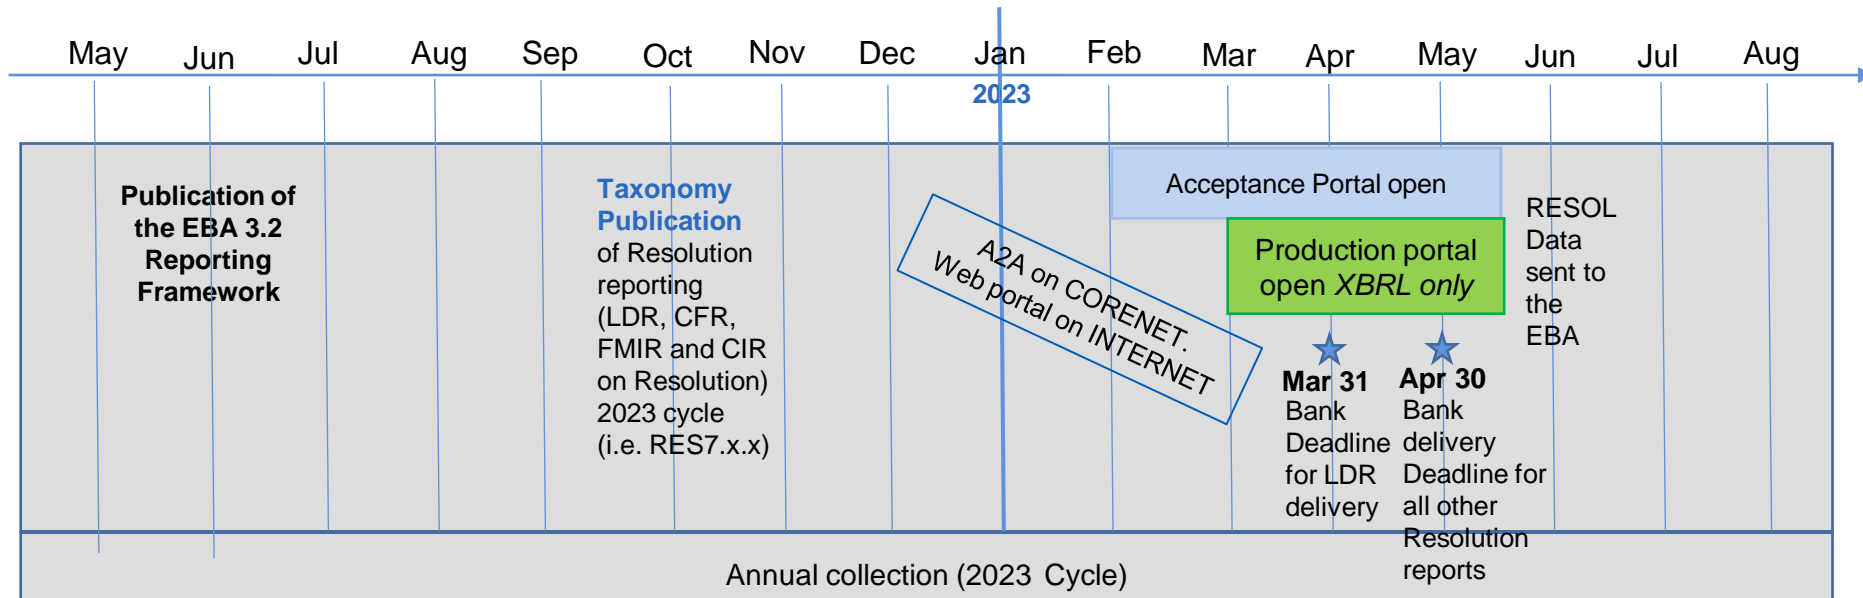 May Jun Jul Aug Sep Oct Nov Dec Jan Feb Mar Apr May Jun Jul Aug
2023
Publication of
the EBA 3.2
Reporting
Framework
Taxonomy
Publication
of Resolution
reporting
(LDR, CFR,
FMIR and CIR
on Resolution)
2023 cycle
(i.e. RES7.x.x)
A2A on CORENET.
Web portal on INTERNET
Acceptance Portal open
Production portal
open XBRL only
Mar 31
Bank
Deadline
for LDR
delivery
Apr 30
Bank
delivery
Deadline for
all other
Resolution
reports
RESOL
Data
sent to
the
EBA
Annual collection (2023 Cycle)